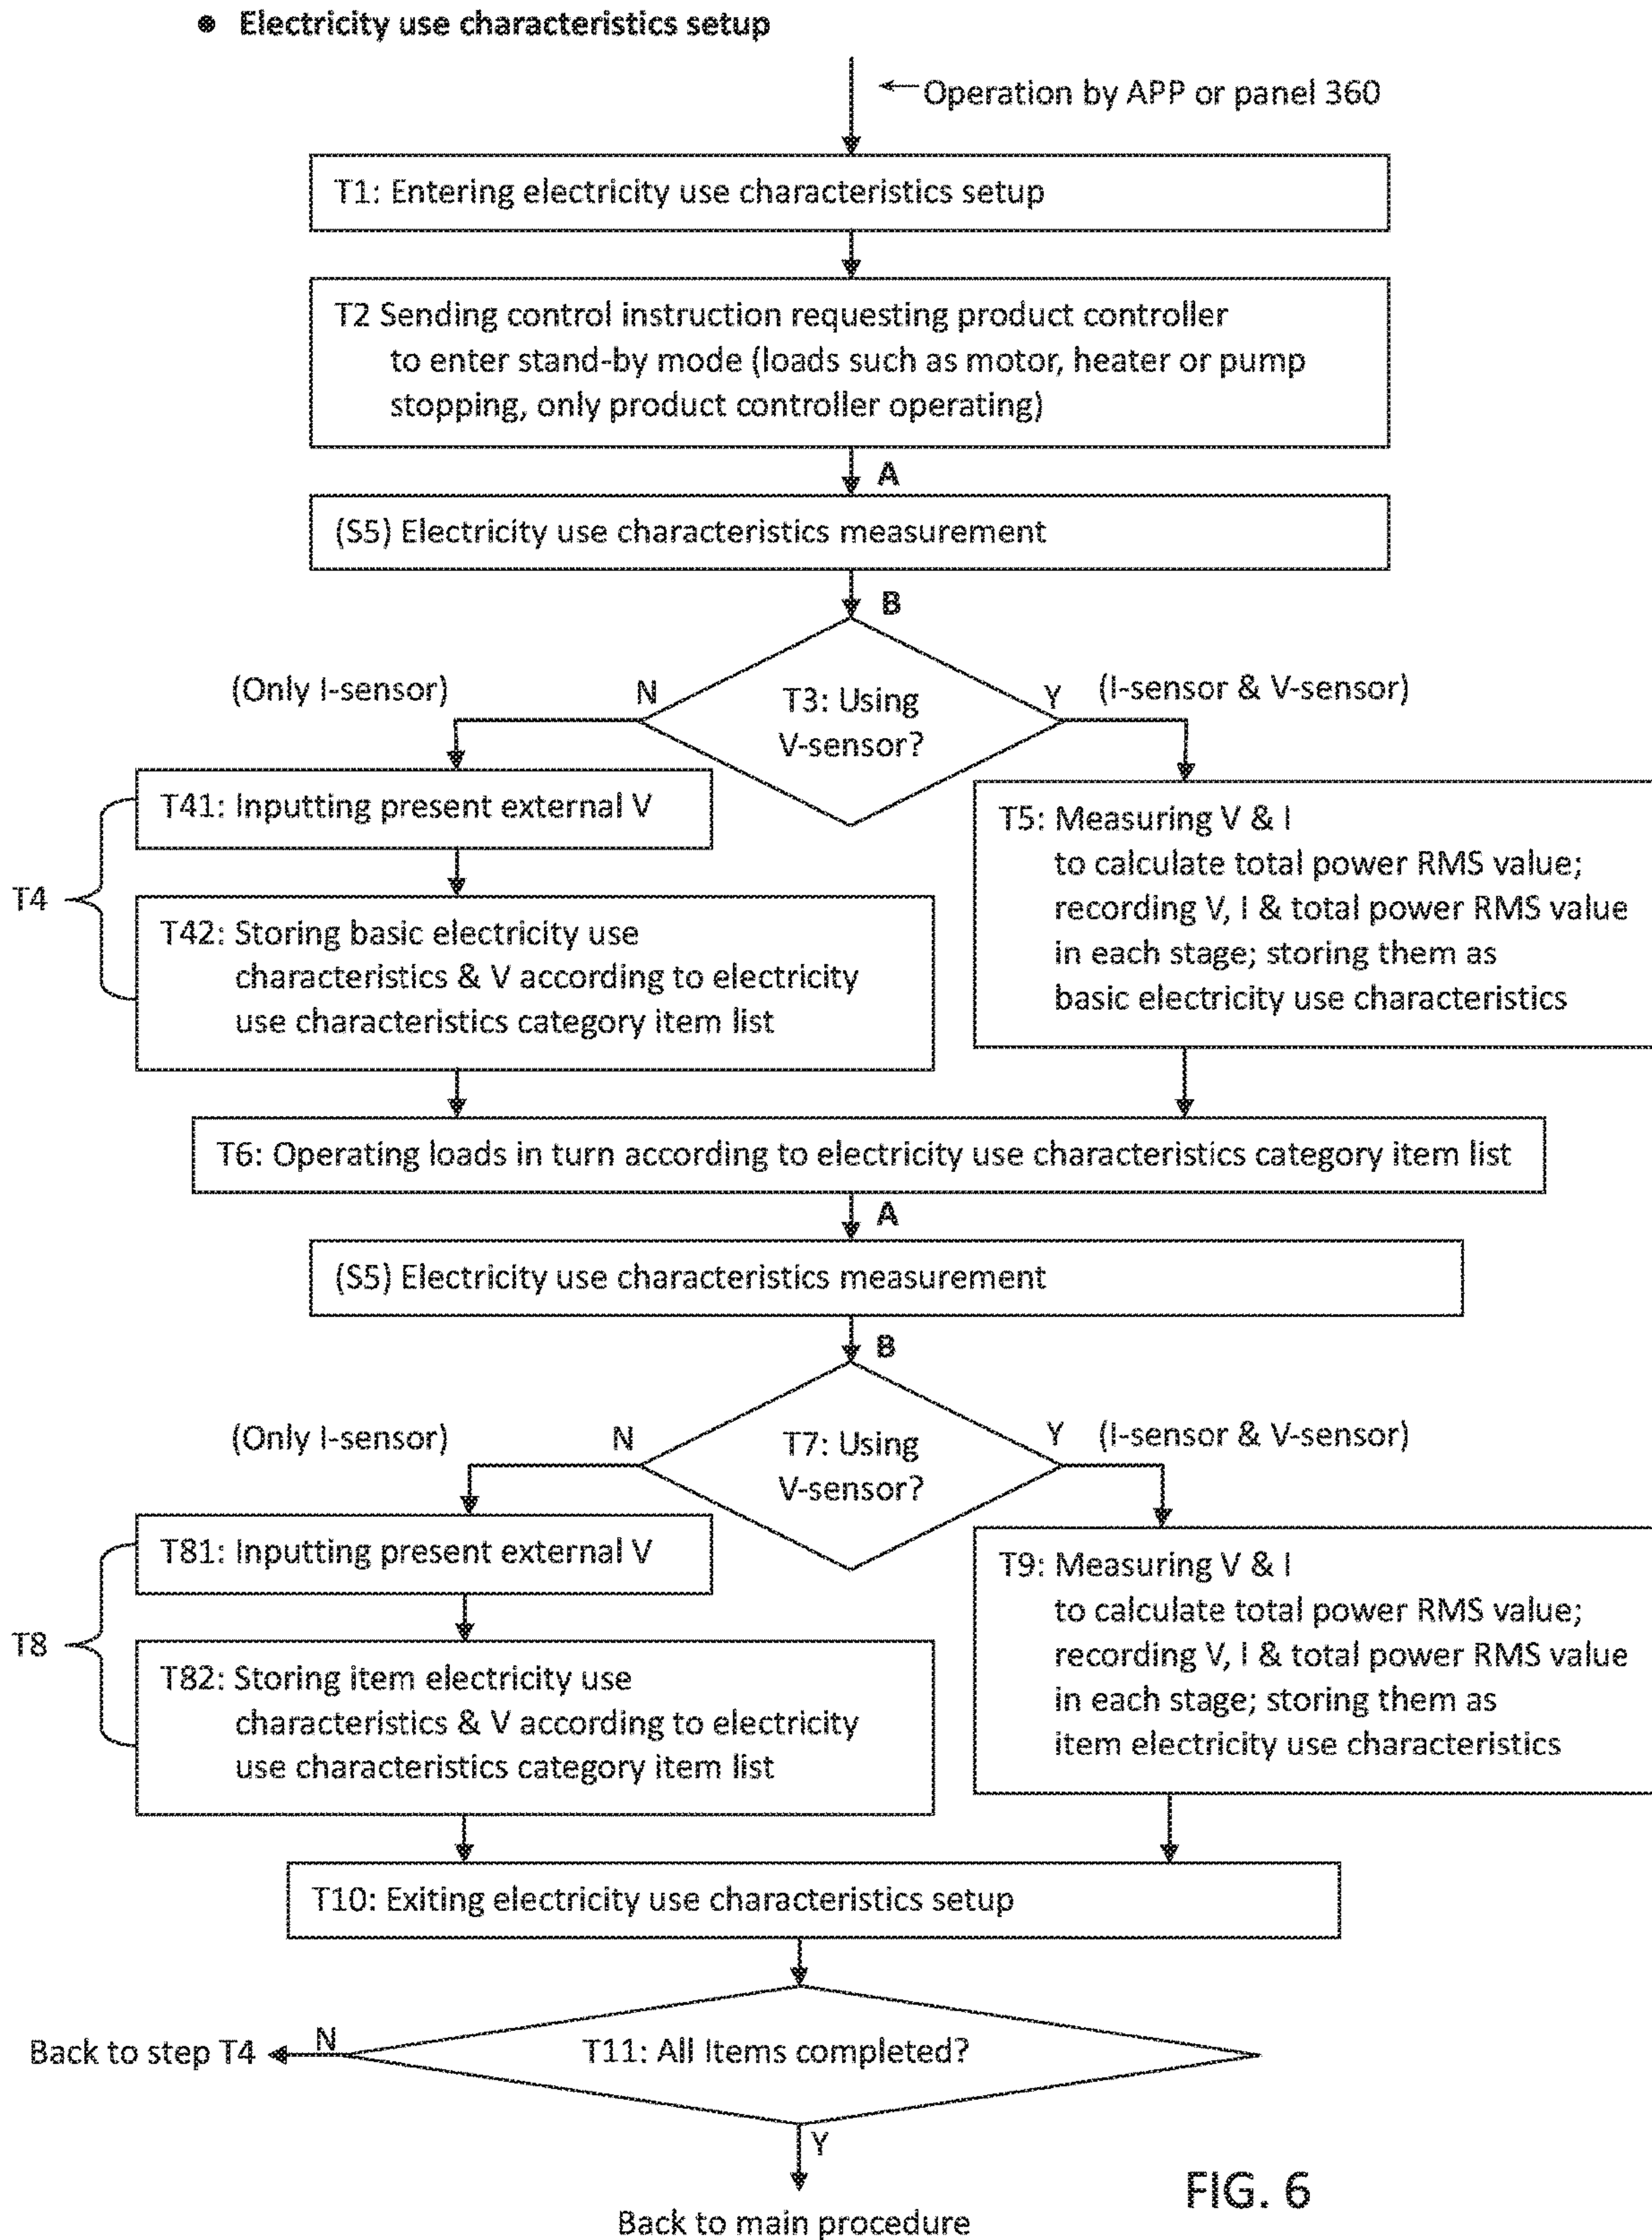 ● Electricity use characteristics setup
Operation by APP or panel 360
T1: Entering electricity use characteristics setup
T2 Sending control instruction requesting product controller
to enter stand-by mode (loads such as motor, heater or pump
stopping, only product controller operating)
A
(S5) Electricity use characteristics measurement
B
(Only I-sensor)
N
T3: Using
V-sensor?
Y
(I-sensor & V-sensor)
T4
T41: Inputting present external V
T42: Storing basic electricity use
characteristics & V according to electricity
use characteristics category item list
T5: Measuring V & I
to calculate total power RMS value;
recording V, I & total power RMS value
in each stage; storing them as
basic electricity use characteristics
T6: Operating loads in turn according to electricity use characteristics category item list
A
(S5) Electricity use characteristics measurement
B
(Only I-sensor)
N
T7: Using
V-sensor?
Y
(I-sensor & V-sensor)
T8
T81: Inputting present external V
T82: Storing item electricity use
characteristics & V according to electricity
use characteristics category item list
T9: Measuring V & I
to calculate total power RMS value;
recording V, I & total power RMS value
in each stage; storing them as
item electricity use characteristics
T10: Exiting electricity use characteristics setup
T11: All Items completed?
N
Back to step T4
Y
Back to main procedure
FIG. 6